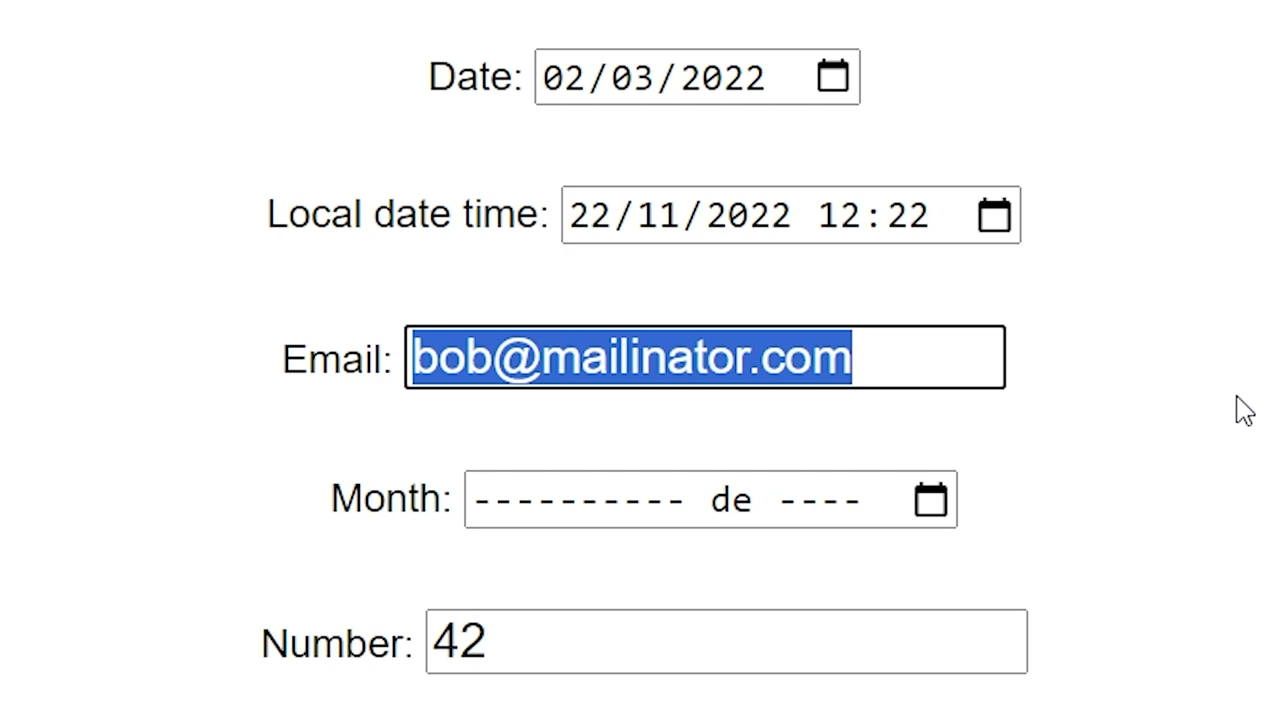 Date: 02/03/2022
Local date time: 22/11/2022 12:22
Email: bob@mailinator.com
Month: ---------- de ----
Number: 42